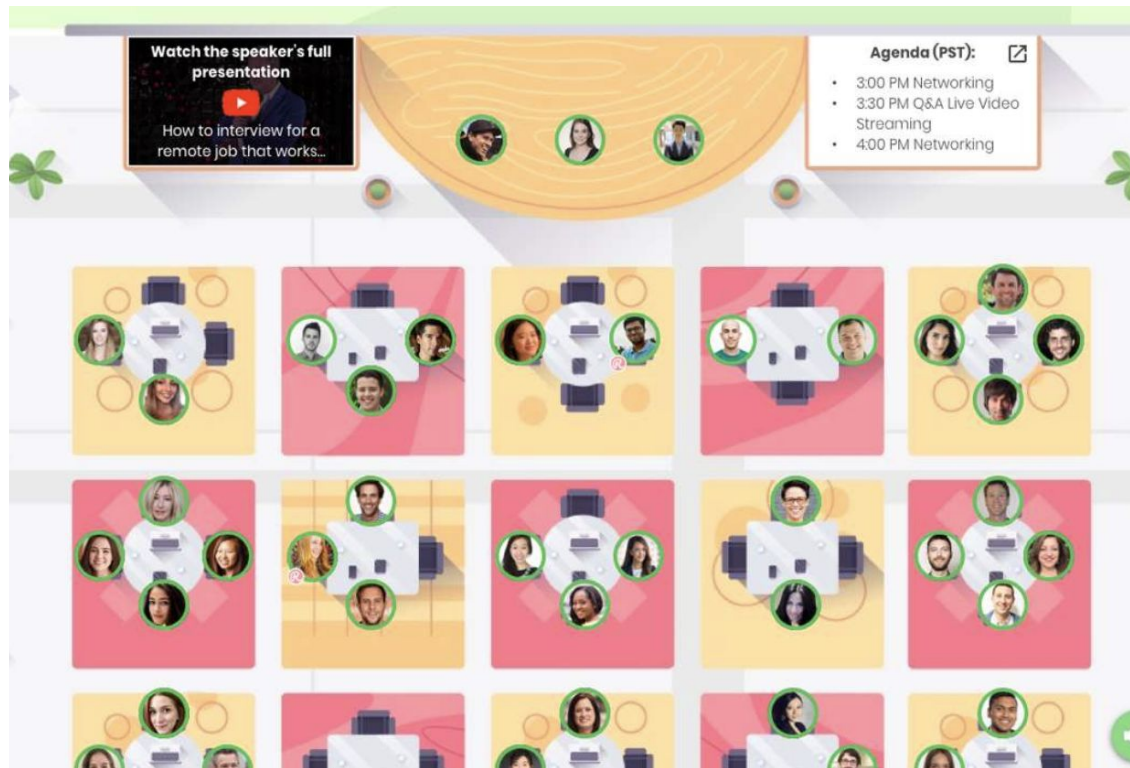 Watch the speaker's full
presentation
How to interview for a
remote job that works...
Agenda (PST):
• 3:00 PM Networking
• 3:30 PM Q&A Live Video
Streaming
• 4:00 PM Networking